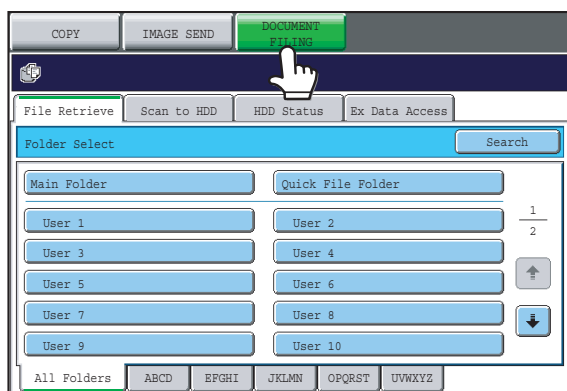 COPY
IMAGE SEND
DOCUMENT
FILING
File Retrieve
Scan to HDD
HDD Status
Ex Data Access
Folder Select
Search
Main Folder
Quick File Folder
User 1
User 2
1
2
User 3
User 4
User 5
User 6
User 7
User 8
User 9
User 10
All Folders
ABCD
EFGHI
JKLMN
OPQRST
UVWXYZ